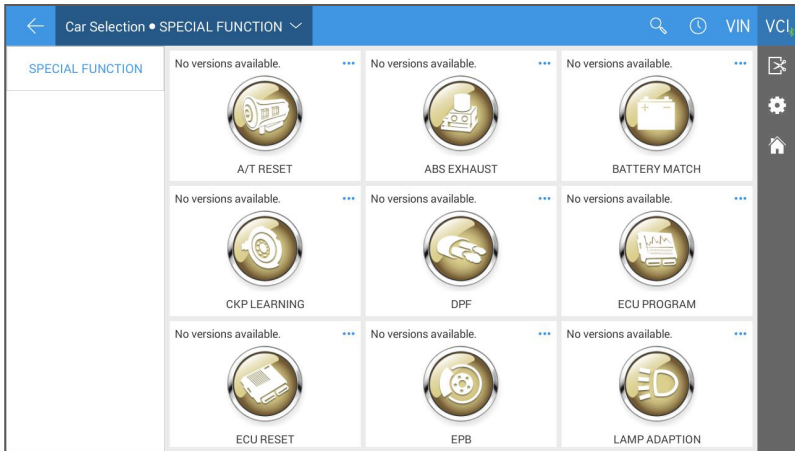 Car Selection ● SPECIAL FUNCTION
VIN
VCI
SPECIAL FUNCTION
No versions available.
No versions available.
No versions available.
A/T RESET
ABS EXHAUST
BATTERY MATCH
No versions available.
No versions available.
No versions available.
CKP LEARNING
DPF
ECU PROGRAM
No versions available.
No versions available.
No versions available.
ECU RESET
EPB
LAMP ADAPTION